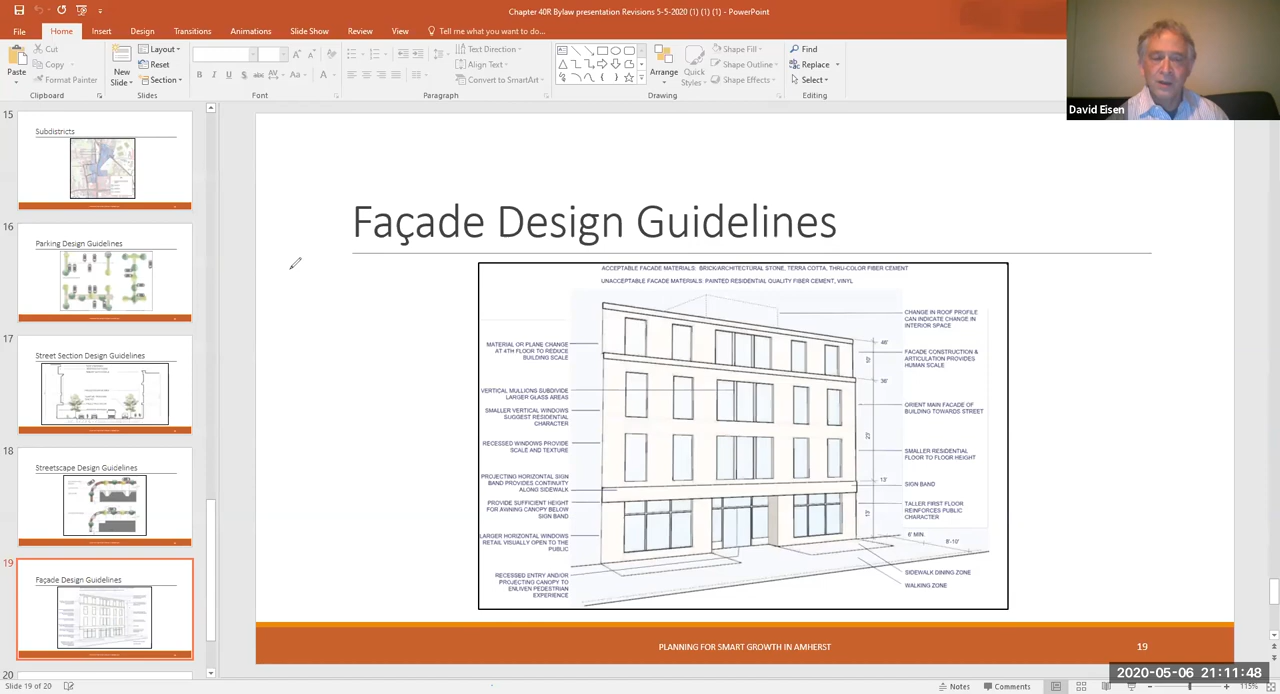 Chapter 40R Bylaw presentation Revisions 5-5-2020 (1) (1) (1) - PowerPoint
File
Home
Insert
Design
Transitions
Animations
Slide Show
Review
View
Tell me what you want to do...
Paste
Cut
Copy
Format Painter
Clipboard
New
Slide
Layout
Reset
Section
Slides
B I U S abc AV Aa A
Font
Text Direction
Align Text
Convert to SmartArt
Paragraph
Arrange
Quick
Styles
Shape Fill
Shape Outline
Shape Effects
Drawing
Find
Replace
Select
Editing
David Eisen
15
Subdistricts
16
Parking Design Guidelines
17
Street Section Design Guidelines
18
Streetscape Design Guidelines
19
Façade Design Guidelines
20
Façade Design Guidelines
ACCEPTABLE FACADE MATERIALS: BRICK/ARCHITECTURAL STONE, TERRA COTTA, THRU-COLOR FIBER CEMENT
UNACCEPTABLE FACADE MATERIALS: PAINTED RESIDENTIAL QUALITY FIBER CEMENT, VINYL
MATERIAL OR PLANE CHANGE
AT 4TH FLOOR TO REDUCE
BUILDING SCALE
VERTICAL MULLIONS SUBDIVIDE
LARGER GLASS AREAS
SMALLER VERTICAL WINDOWS
SUGGEST RESIDENTIAL
CHARACTER
RECESSED WINDOWS PROVIDE
SCALE AND TEXTURE
PROJECTING HORIZONTAL SIGN
BAND PROVIDES CONTINUITY
ALONG SIDEWALK
PROVIDE SUFFICIENT HEIGHT
FOR AWNING CANOPY BELOW
SIGN BAND
LARGER HORIZONTAL WINDOWS
RETAIL VISUALLY OPEN TO THE
PUBLIC
RECESSED ENTRY AND/OR
PROJECTING CANOPY TO
ENLIVEN PEDESTRIAN
EXPERIENCE
CHANGE IN ROOF PROFILE
CAN INDICATE CHANGE IN
INTERIOR SPACE
FACADE CONSTRUCTION &
ARTICULATION PROVIDES
HUMAN SCALE
ORIENT MAIN FACADE OF
BUILDING TOWARDS STREET
SMALLER RESIDENTIAL
FLOOR TO FLOOR HEIGHT
SIGN BAND
TALLER FIRST FLOOR
REINFORCES PUBLIC
CHARACTER
6' MIN.
8'-10'
SIDEWALK DINING ZONE
WALKING ZONE
46'
10'
36'
23'
13'
13'
PLANNING FOR SMART GROWTH IN AMHERST
19
2020-05-06 21:11:48
Slide 19 of 20
Notes
Comments
115%